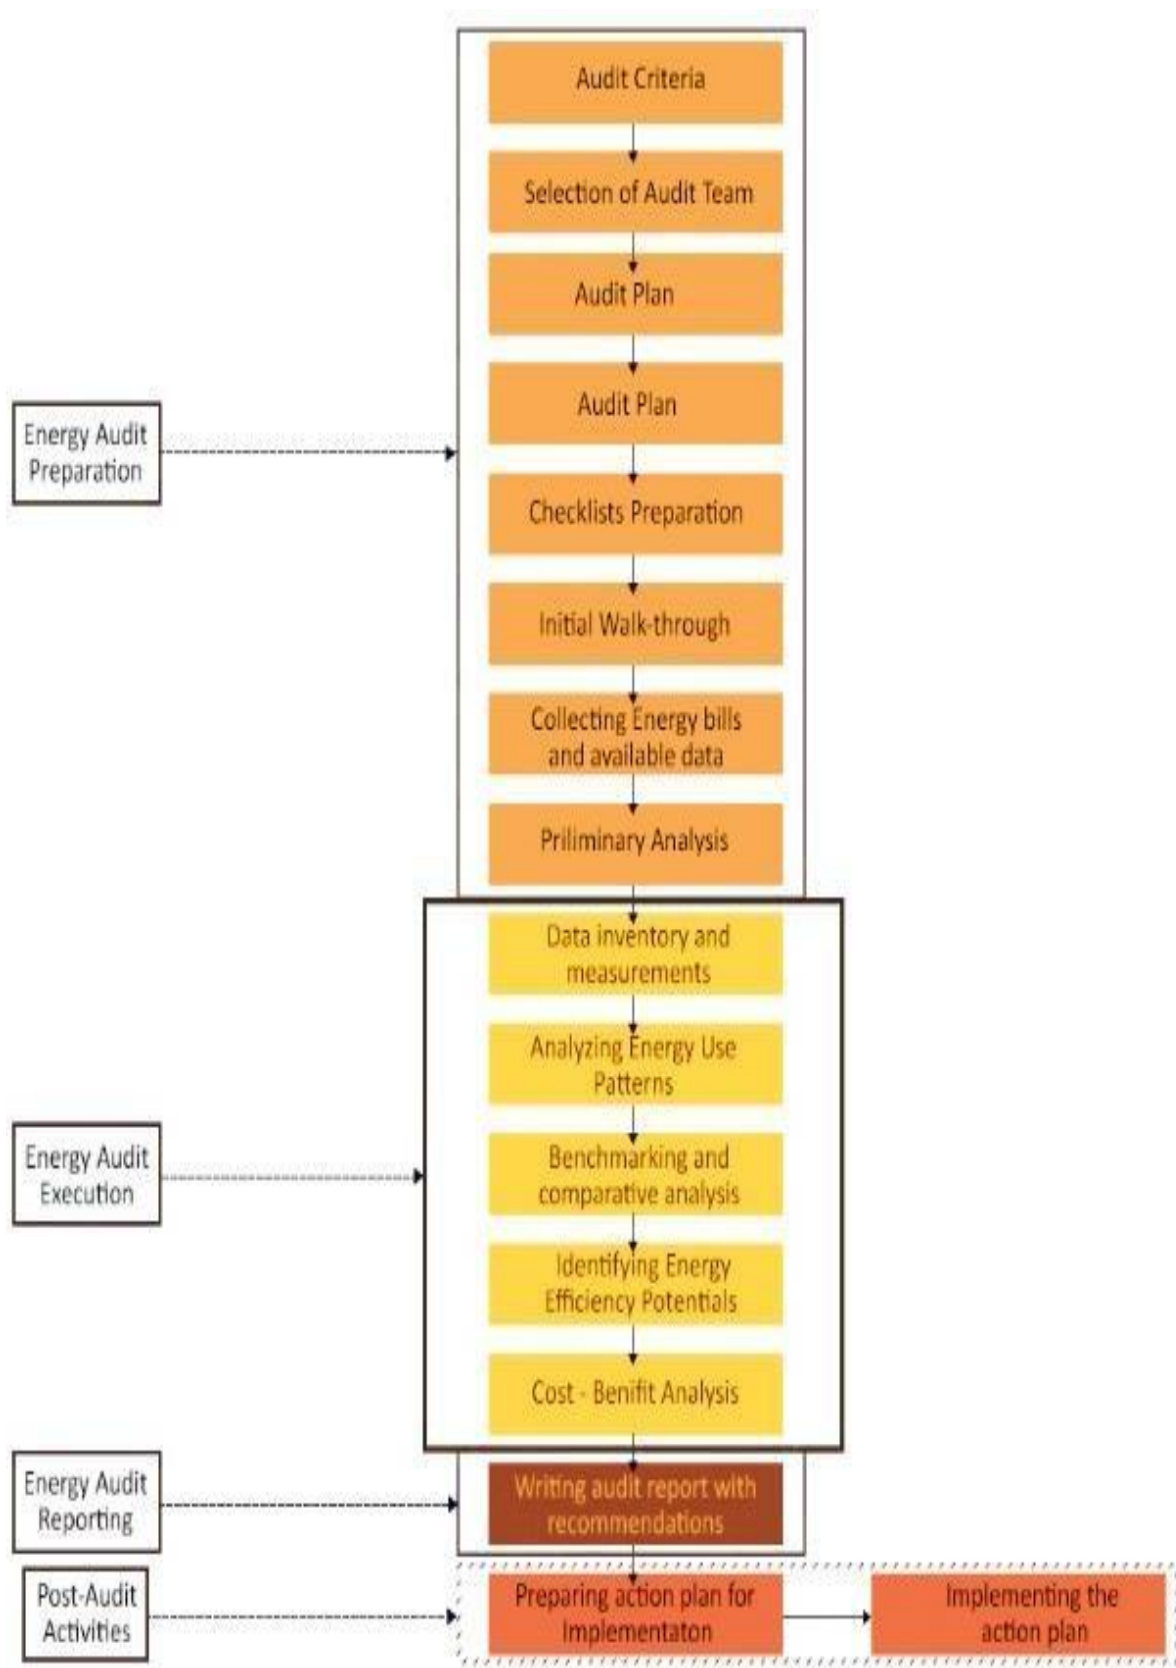 Audit Criteria
Selection of Audit Team
Audit Plan
Audit Plan
Energy Audit
Preparation
Checklists Preparation
Initial Walk-through
Collecting Energy bills
and available data
Priliminary Analysis
Data inventory and
measurements
Analyzing Energy Use
Patterns
Energy Audit
Execution
Benchmarking and
comparative analysis
Identifying Energy
Efficiency Potentials
Cost - Benifit Analysis
Energy Audit
Reporting
Writing audit report with
recommendations
Post-Audit
Activities
Preparing action plan for
Implementaton
Implementing the
action plan